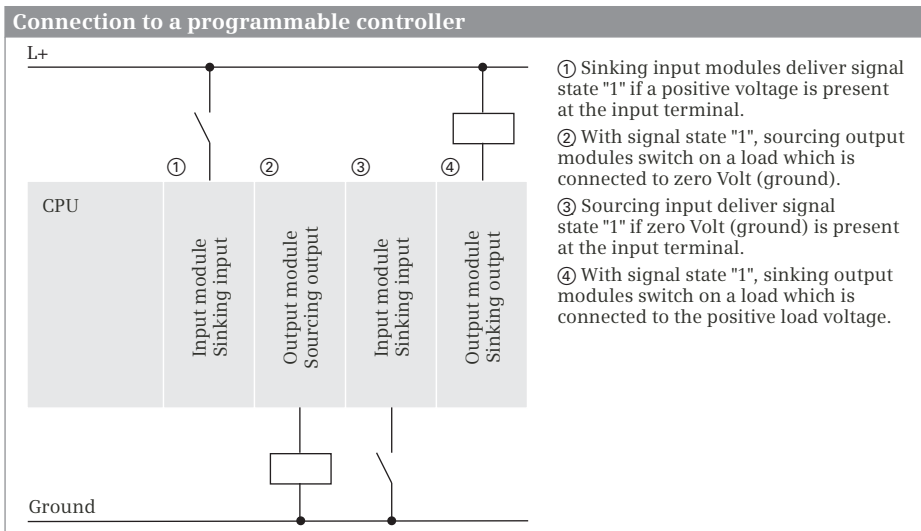 Connection to a programmable controller
L+
① ② ③ ④
CPU
Input module
Sinking input
Output module
Sourcing output
Input module
Sinking input
Output module
Sinking output
Ground
① Sinking input modules deliver signal
state "1" if a positive voltage is present
at the input terminal.
② With signal state "1", sourcing output
modules switch on a load which is
connected to zero Volt (ground).
③ Sourcing input deliver signal
state "1" if zero Volt (ground) is present
at the input terminal.
④ With signal state "1", sinking output
modules switch on a load which is
connected to the positive load voltage.